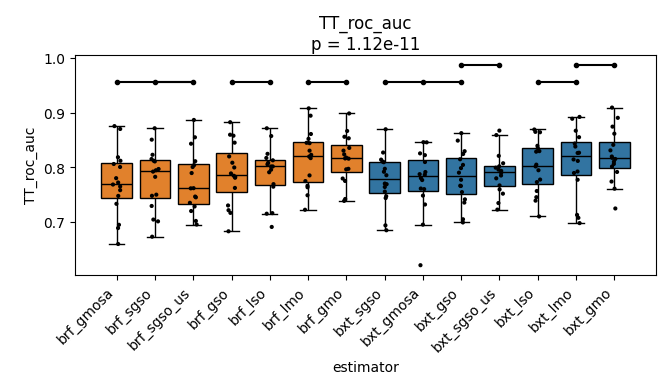 TT_roc_auc
p = 1.12e-11
1.0
0.9
0.8
0.7
TT_roc_auc
brf_gmosa
brf_sgso
brf_sgso_us
brf_gso
brf_lso
brf_lmo
brf_gmo
bxt_sgso
bxt_gmosa
bxt_gso
bxt_sgso_us
bxt_lso
bxt_lmo
bxt_gmo
estimator